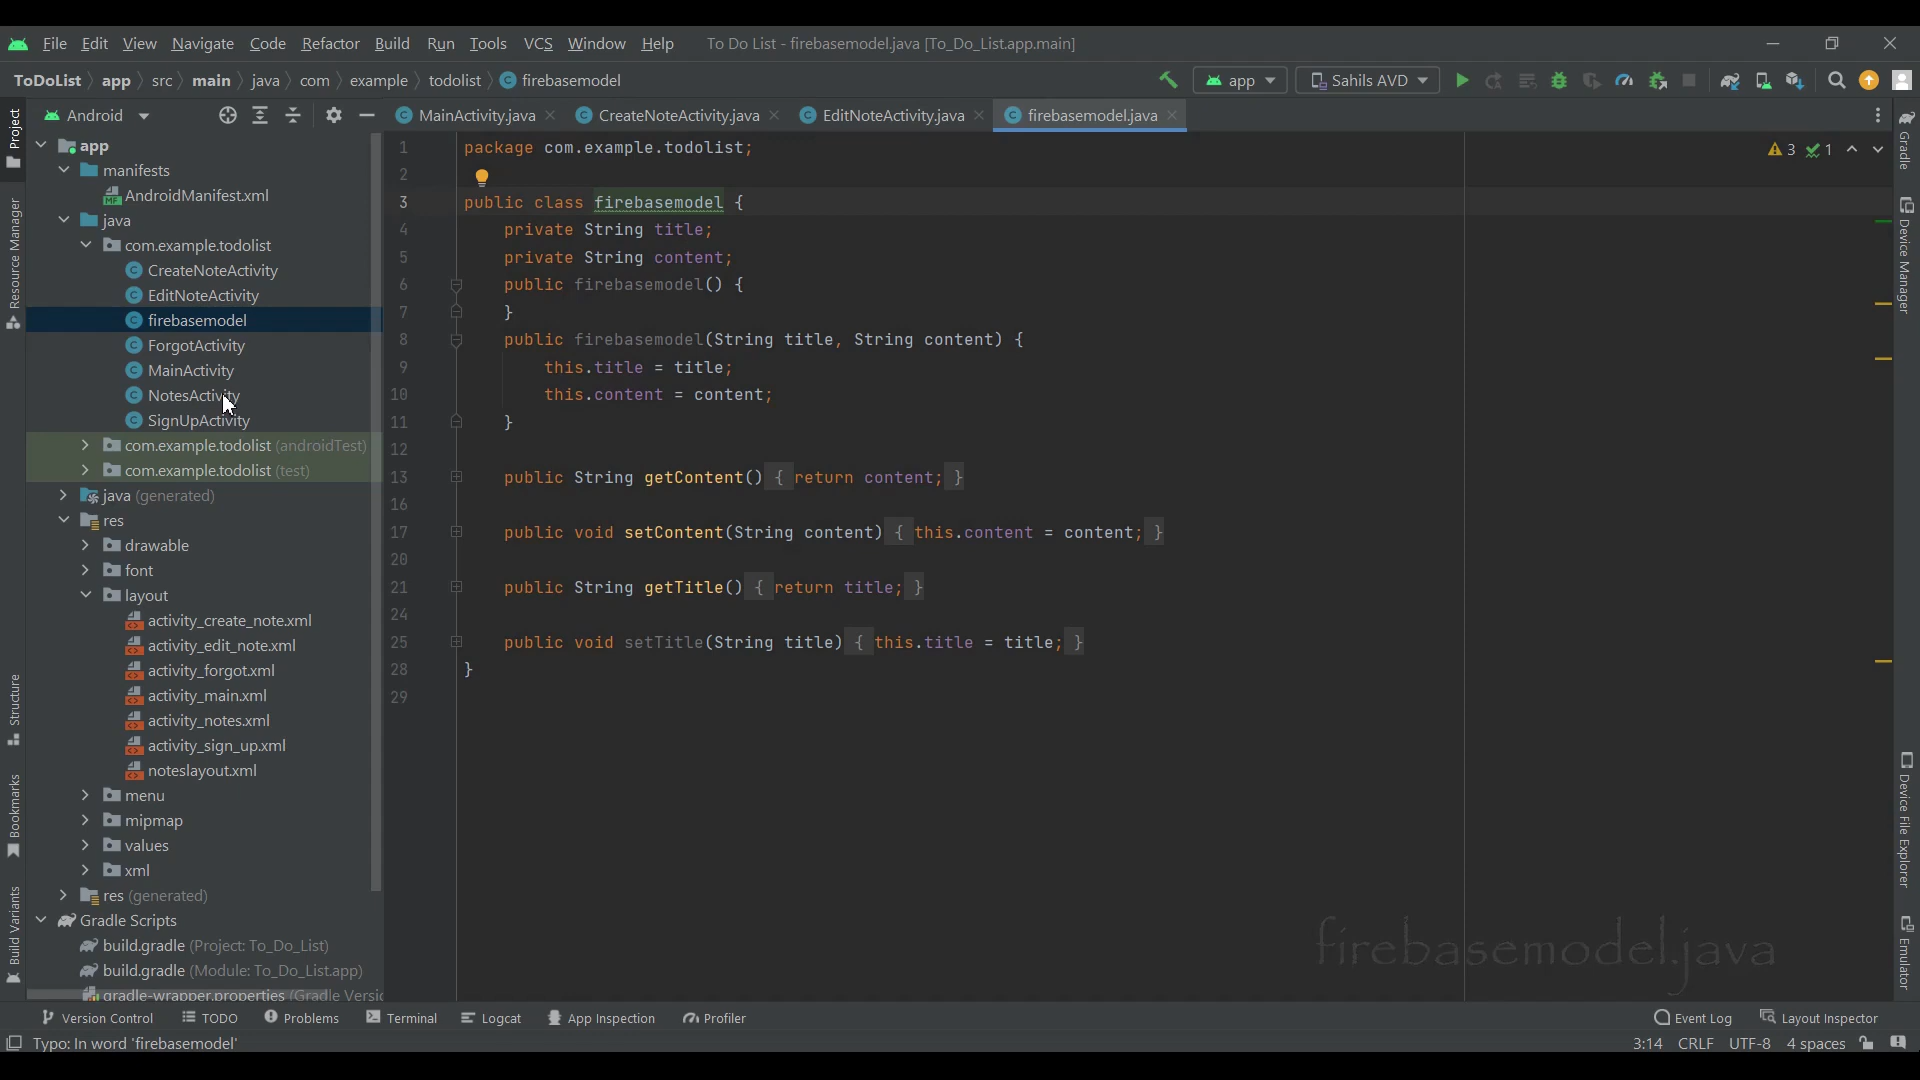 File Edit View Navigate Code Refactor Build Run Tools VCS Window Help To Do List - firebasemodel.java [To_Do_List.app.main]
ToDoList app src main java com example todolist firebasemodel app Sahils AVD
Android MainActivity.java CreateNoteActivity.java EditNoteActivity.java firebasemodel.java
Project
Resource Manager
Structure
Bookmarks
Build Variants
app
manifests
AndroidManifest.xml
java
com.example.todolist
CreateNoteActivity
EditNoteActivity
firebasemodel
ForgotActivity
MainActivity
NotesActivity
SignUpActivity
com.example.todolist (androidTest)
com.example.todolist (test)
java (generated)
res
drawable
font
layout
activity_create_note.xml
activity_edit_note.xml
activity_forgot.xml
activity_main.xml
activity_notes.xml
activity_sign_up.xml
noteslayout.xml
menu
mipmap
values
xml
res (generated)
Gradle Scripts
build.gradle (Project: To_Do_List)
build.gradle (Module: To_Do_List.app)
gradle-wrapper.properties (Gradle Versi
1 package com.example.todolist; 3 1
2
3 public class firebasemodel {
4 private String title;
5 private String content;
6 public firebasemodel() {
7 }
8 public firebasemodel(String title, String content) {
9 this.title = title;
10 this.content = content;
11 }
12
13 public String getContent() { return content; }
16
17 public void setContent(String content) { this.content = content; }
20
21 public String getTitle() { return title; }
24
25 public void setTitle(String title) { this.title = title; }
28 }
29
firebasemodel.java
Gradle
Device Manager
Device File Explorer
Emulator
Version Control TODO Problems Terminal Logcat App Inspection Profiler Event Log Layout Inspector
Typo: In word 'firebasemodel' 3:14 CRLF UTF-8 4 spaces